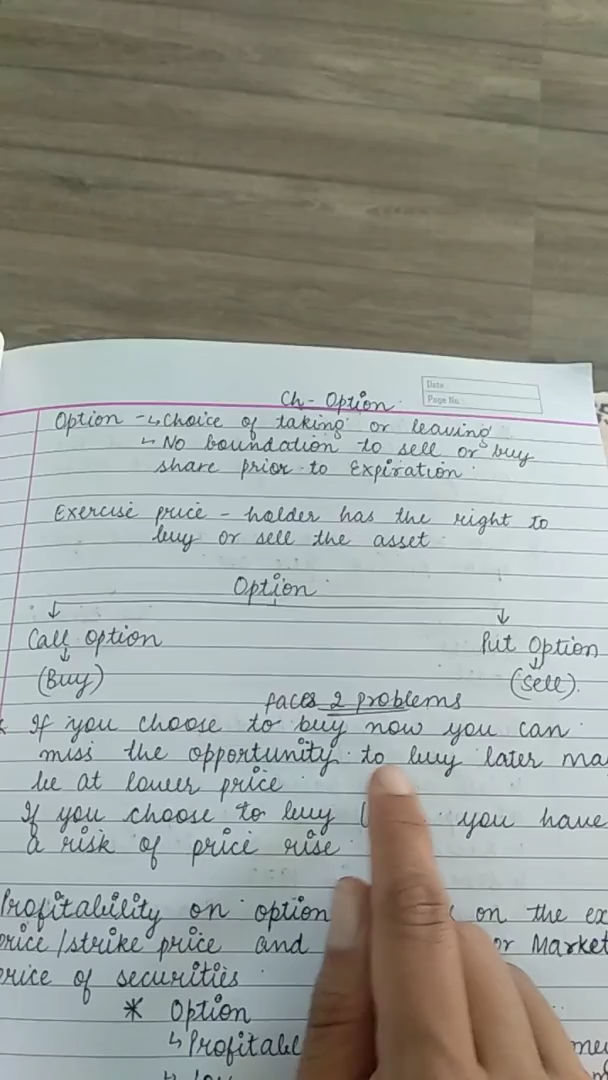 Date
Page No.
Ch- Option
Option -↳ Choice of taking or leaving
↳ No boundation to sell or buy
share prior to Expiration
Exercise price - holder has the right to
buy or sell the asset
Option
↓ ↓
Call Option Put Option
↓ ↓
(Buy) (Sell).
faces 2 problems
If you choose to buy now you can
miss the opportunity to buy later
be at lower price
If you choose to buy you have
a risk of price rise
Profitability on option on the
price/strike price and or Market
price of securities
* Option